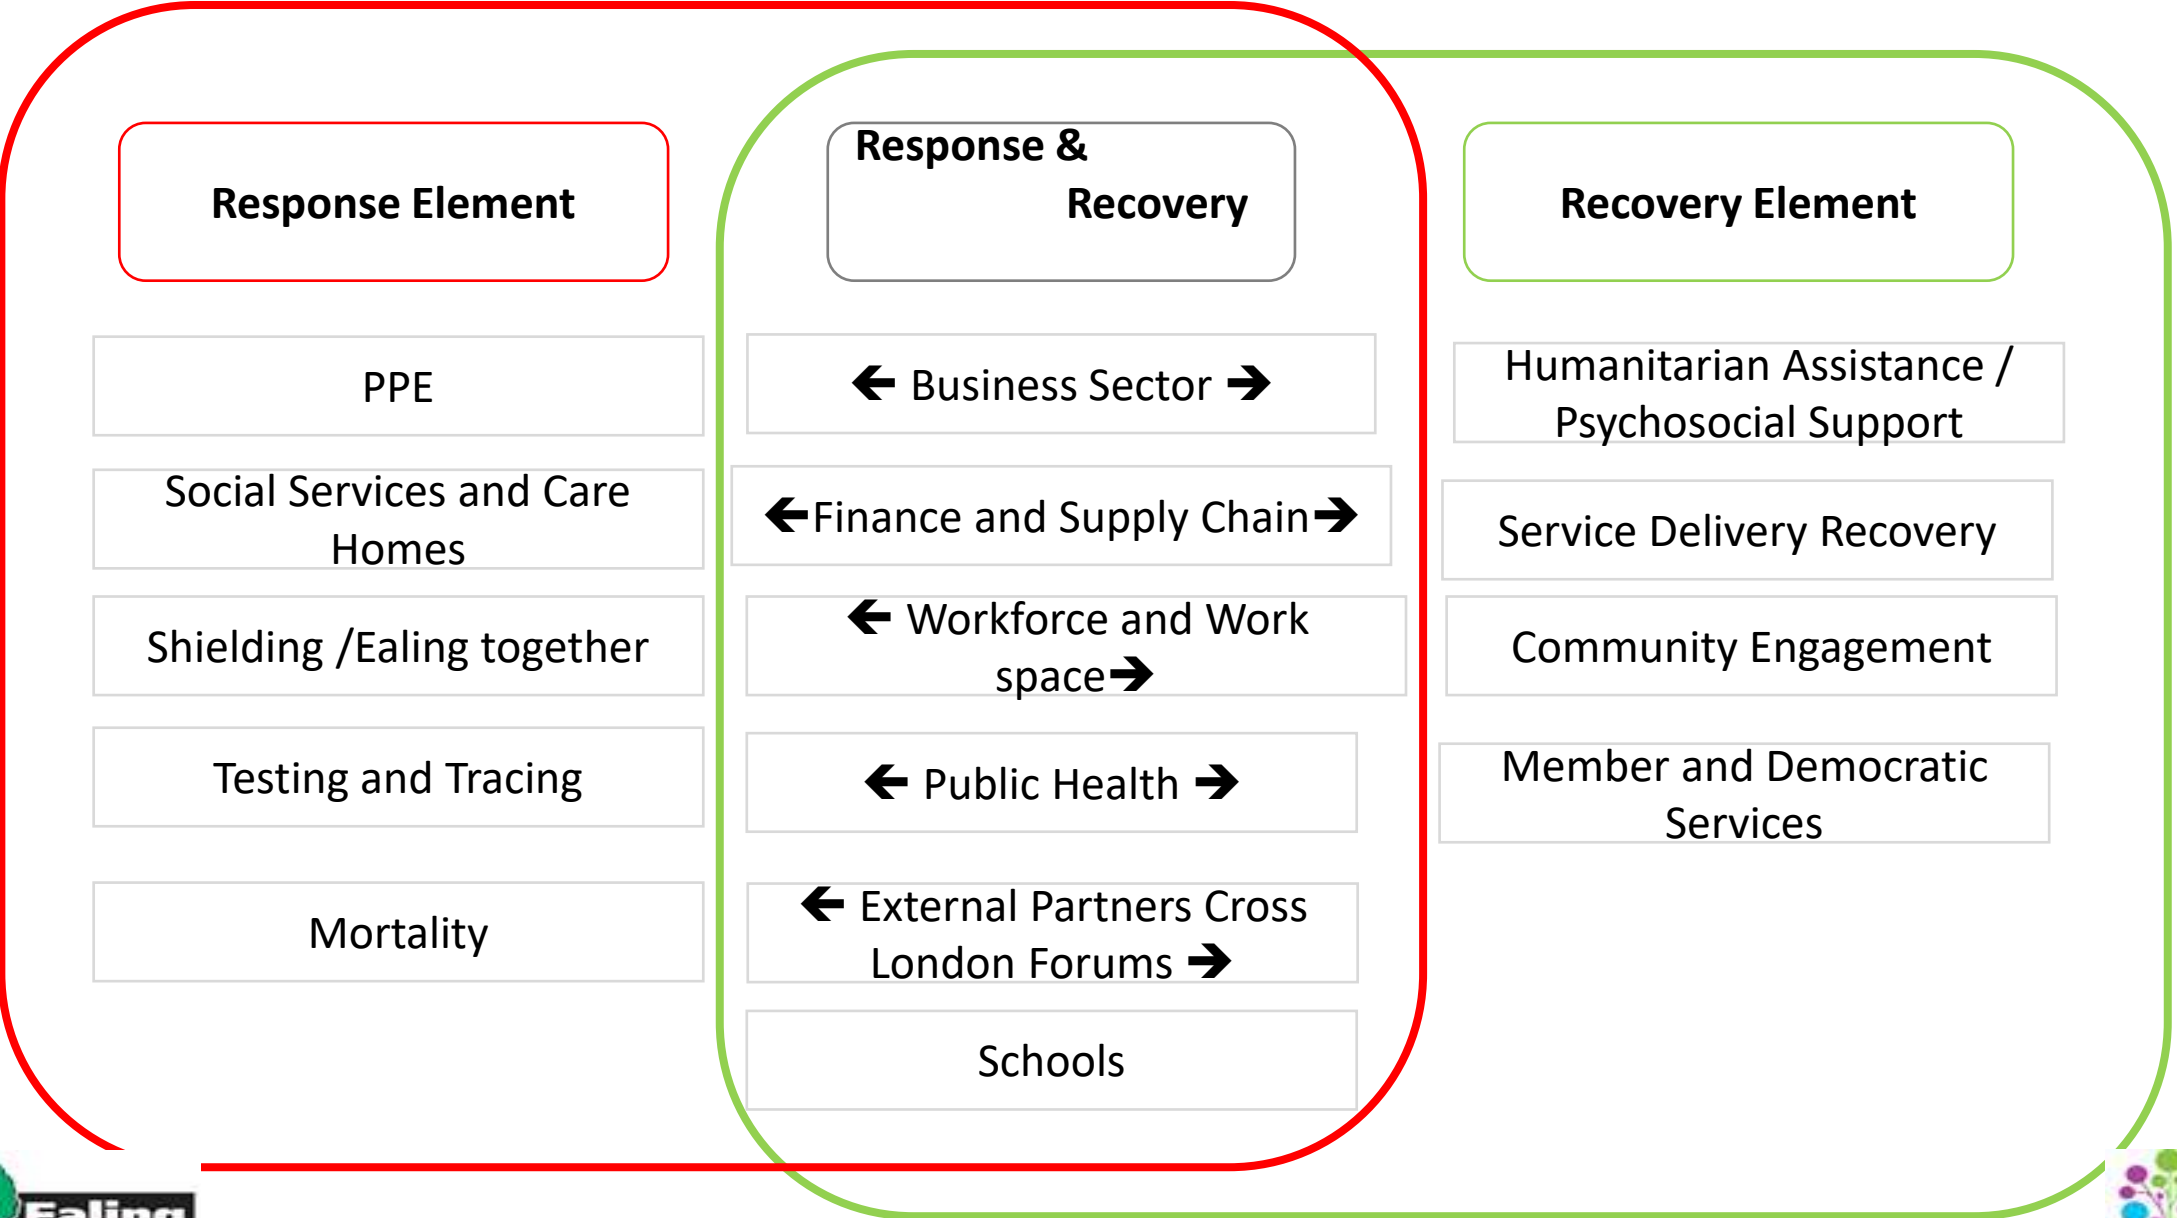 Response Element
PPE
Social Services and Care
Homes
Shielding /Ealing together
Testing and Tracing
Mortality
Response &
Recovery
🡸 Business Sector 🡺
🡸Finance and Supply Chain🡺
🡸 Workforce and Work
space🡺
🡸 Public Health 🡺
🡸 External Partners Cross
London Forums 🡺
Schools
Recovery Element
Humanitarian Assistance /
Psychosocial Support
Service Delivery Recovery
Community Engagement
Member and Democratic
Services
Ealing